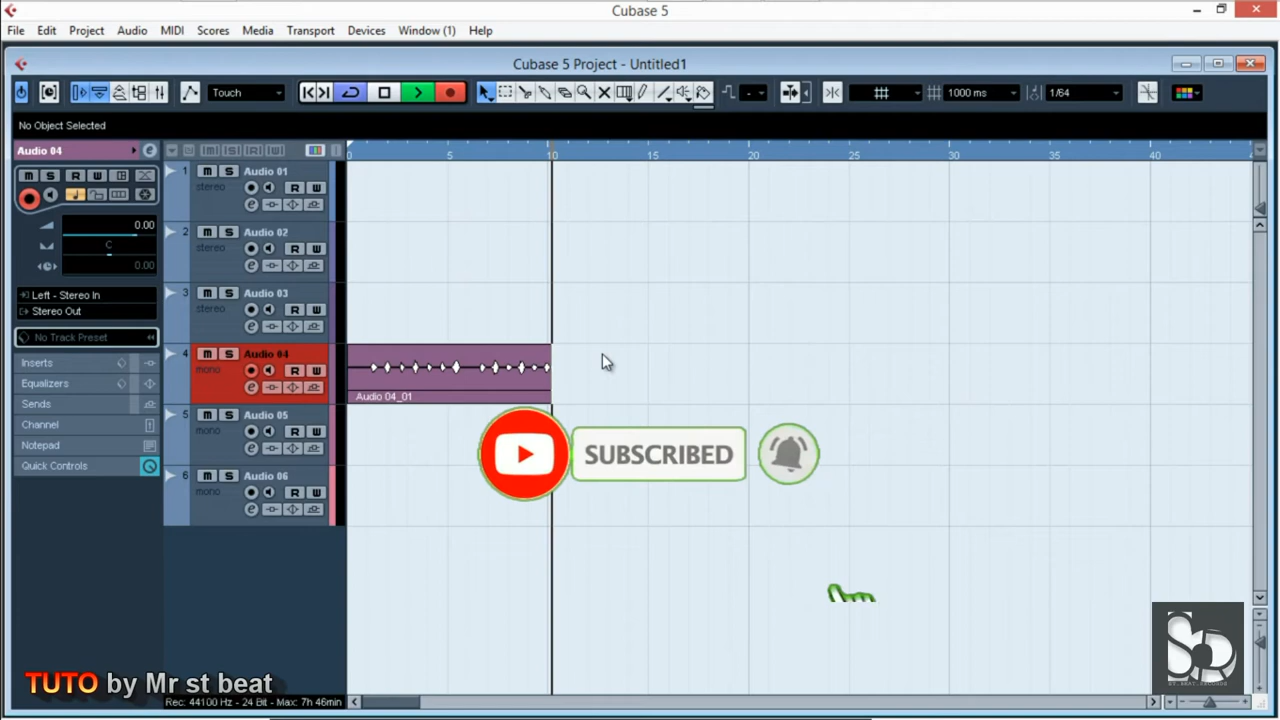 Cubase 5
File Edit Project Audio MIDI Scores Media Transport Devices Window (1) Help
Cubase 5 Project - Untitled1
Touch
1000 ms
1/64
No Object Selected
Audio 04
0 5 10 15 20 25 30 35 40
M S R W
0.00
C
0.00
Left - Stereo In
Stereo Out
No Track Preset
Inserts
Equalizers
Sends
Channel
Notepad
Quick Controls
1 M S Audio 01
stereo R W
e
2 M S Audio 02
stereo R W
e
3 M S Audio 03
stereo R W
e
4 M S Audio 04
mono R W
e
5 M S Audio 05
mono R W
e
6 M S Audio 06
mono R W
e
Audio 04_01
SUBSCRIBED
TUTO by Mr st beat
Rec: 44100 Hz - 24 Bit - Max: 7h 46min
ST. BEAT. RECORDS